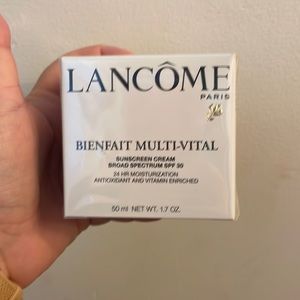 LANCÔME
PARIS
BIENFAIT MULTI-VITAL
SUNSCREEN CREAM
BROAD SPECTRUM SPF 30
24 HR MOISTURIZATION
ANTIOXIDANT AND VITAMIN ENRICHED
50 ml NET WT. 1.7 OZ.